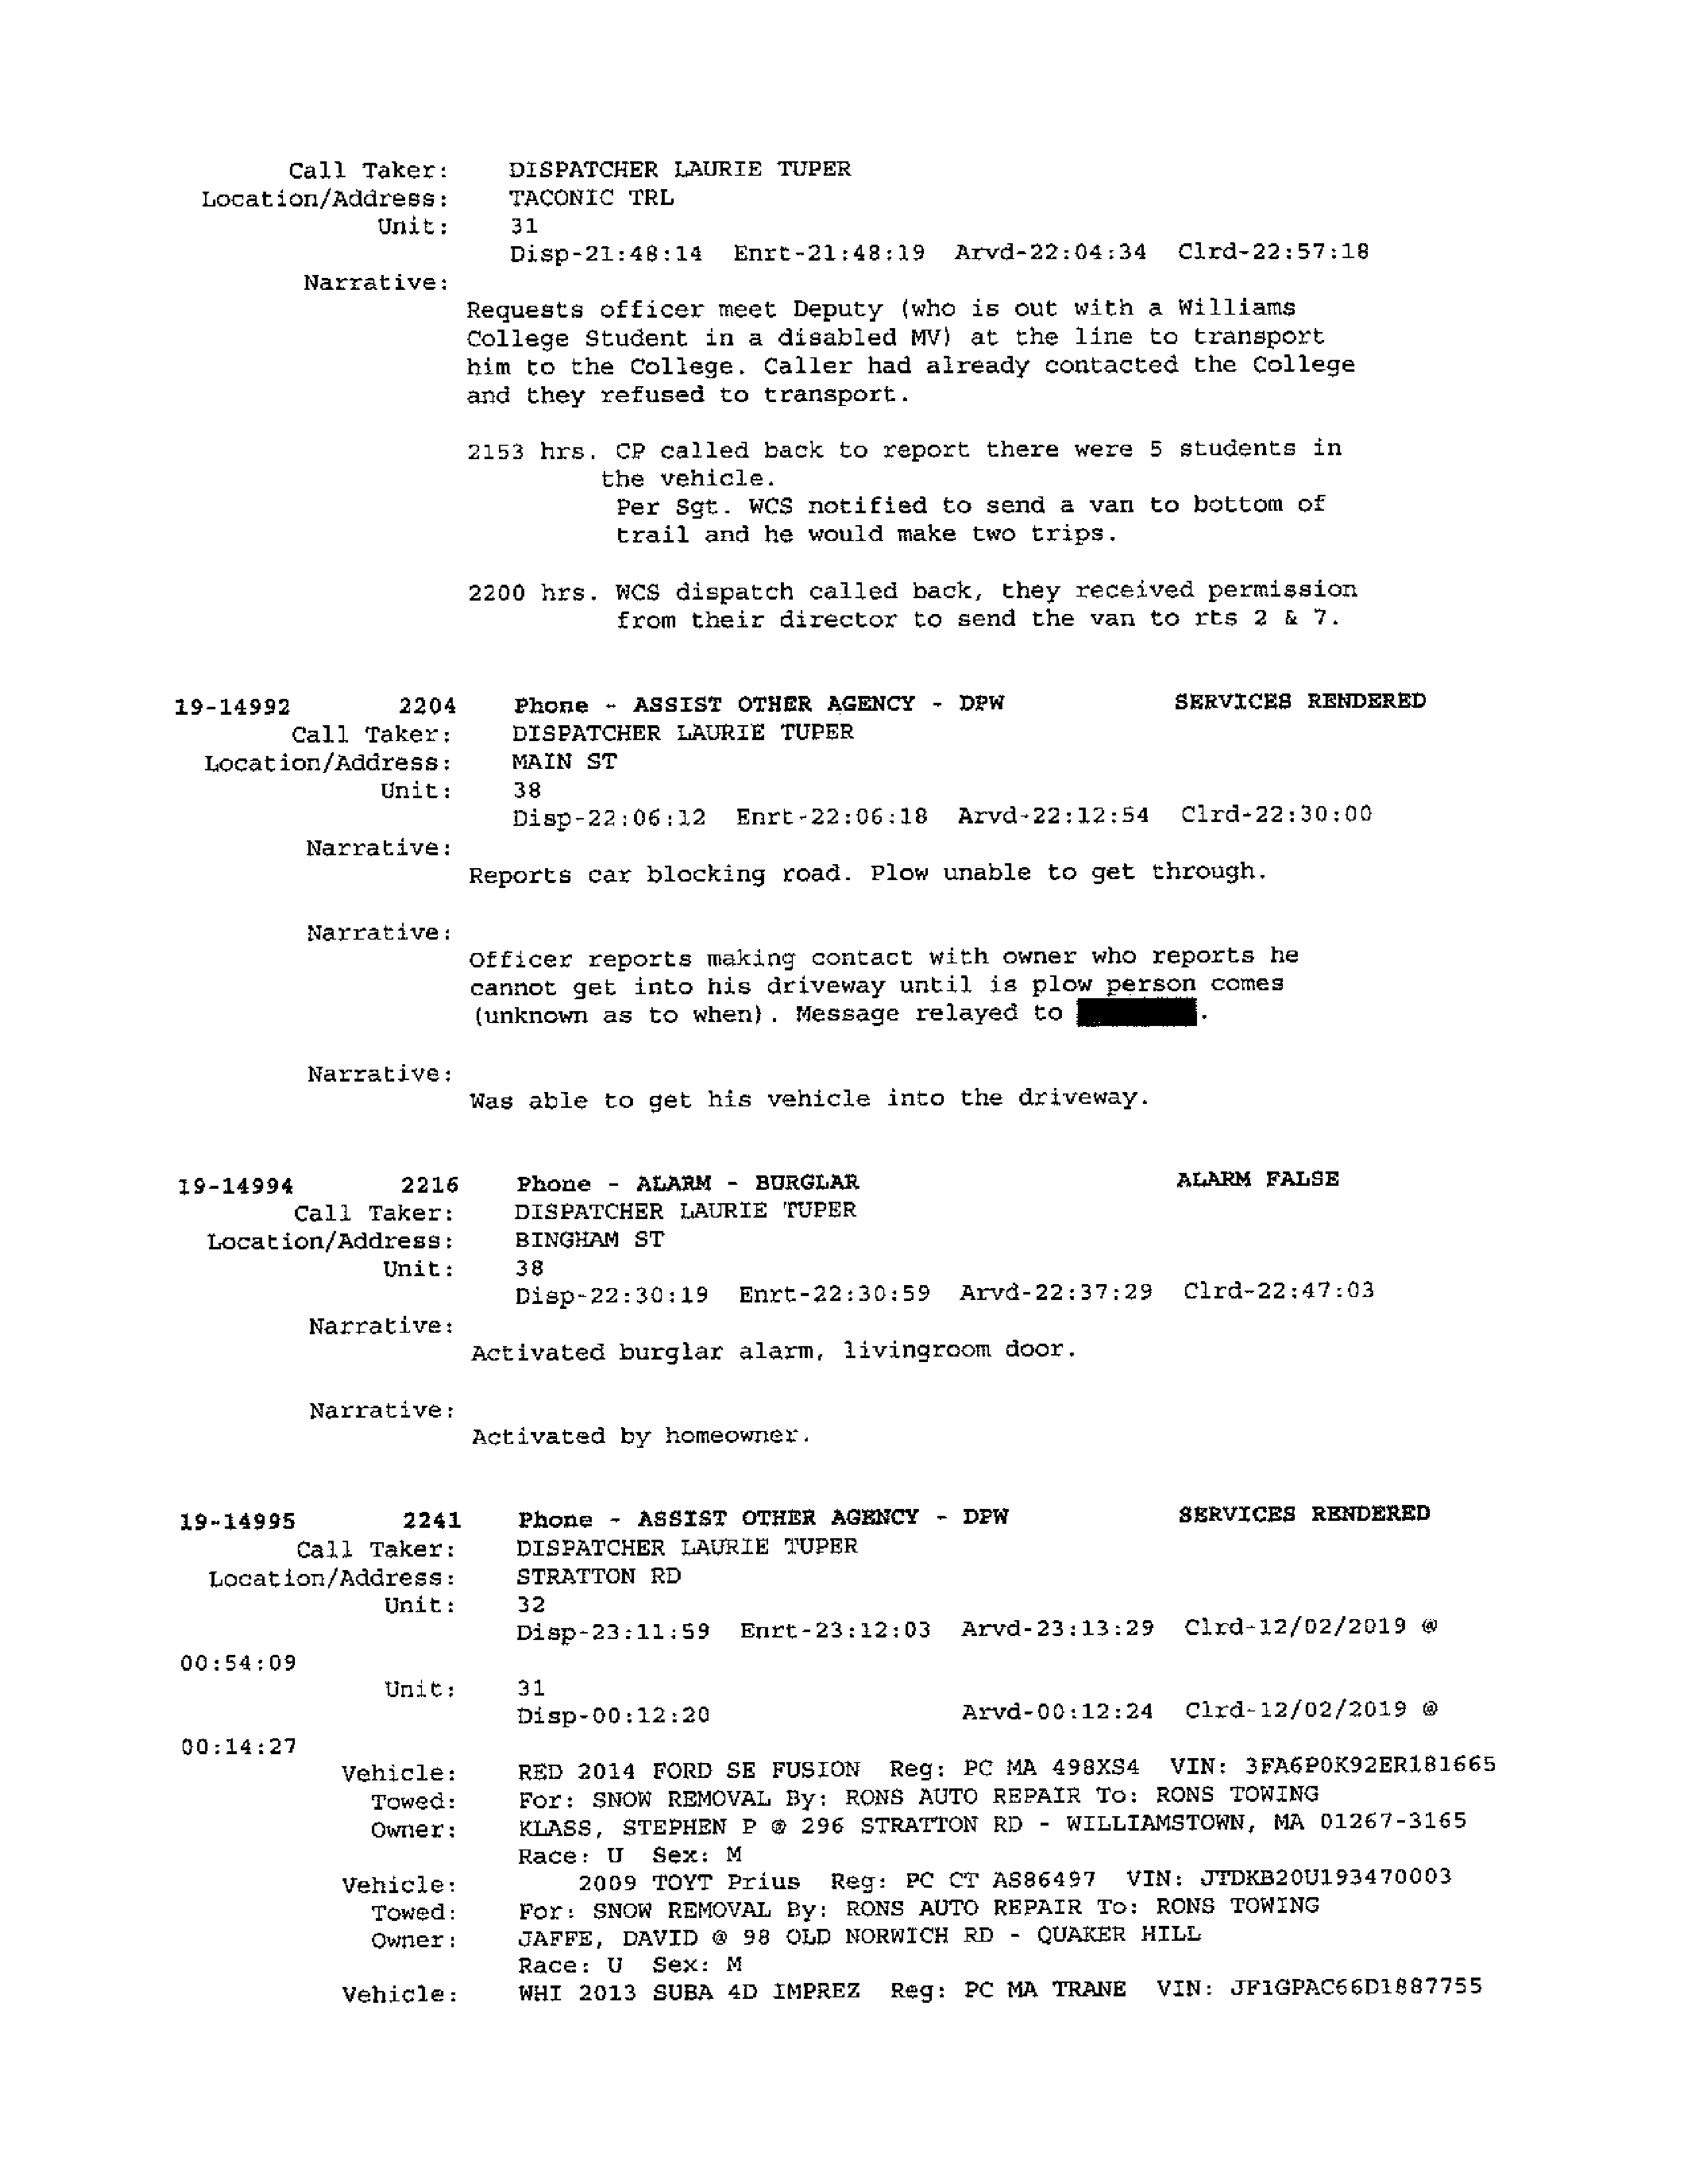 Call Taker: DISPATCHER LAURIE TUPER
Location/Address: TACONIC TRL
Unit: 31
Disp-21:48:14 Enrt-21:48:19 Arvd-22:04:34 Clrd-22:57:18
Narrative:
Requests officer meet Deputy (who is out with a Williams
College Student in a disabled MV) at the line to transport
him to the College. Caller had already contacted the College
and they refused to transport.
2153 hrs. CP called back to report there were 5 students in
the vehicle.
Per Sgt. WCS notified to send a van to bottom of
trail and he would make two trips.
2200 hrs. WCS dispatch called back, they received permission
from their director to send the van to rts 2 & 7.
19-14992 2204 Phone - ASSIST OTHER AGENCY - DPW SERVICES RENDERED
Call Taker: DISPATCHER LAURIE TUPER
Location/Address: MAIN ST
Unit: 38
Disp-22:06:12 Enrt-22:06:18 Arvd-22:12:54 Clrd-22:30:00
Narrative:
Reports car blocking road. Plow unable to get through.
Narrative:
Officer reports making contact with owner who reports he
cannot get into his driveway until is plow person comes
(unknown as to when). Message relayed to .
Narrative:
Was able to get his vehicle into the driveway.
19-14994 2216 Phone - ALARM - BURGLAR ALARM FALSE
Call Taker: DISPATCHER LAURIE TUPER
Location/Address: BINGHAM ST
Unit: 38
Disp-22:30:19 Enrt-22:30:59 Arvd-22:37:29 Clrd-22:47:03
Narrative:
Activated burglar alarm, livingroom door.
Narrative:
Activated by homeowner.
19-14995 2241 Phone - ASSIST OTHER AGENCY - DPW SERVICES RENDERED
Call Taker: DISPATCHER LAURIE TUPER
Location/Address: STRATTON RD
Unit: 32
Disp-23:11:59 Enrt-23:12:03 Arvd-23:13:29 Clrd-12/02/2019 @
00:54:09
Unit: 31
Disp-00:12:20 Arvd-00:12:24 Clrd-12/02/2019 @
00:14:27
Vehicle: RED 2014 FORD SE FUSION Reg: PC MA 498XS4 VIN: 3FA6P0K92ER181665
Towed: For: SNOW REMOVAL By: RONS AUTO REPAIR To: RONS TOWING
Owner: KLASS, STEPHEN P @ 296 STRATTON RD - WILLIAMSTOWN, MA 01267-3165
Race: U Sex: M
Vehicle: 2009 TOYT Prius Reg: PC CT AS86497 VIN: JTDKB20U193470003
Towed: For: SNOW REMOVAL By: RONS AUTO REPAIR To: RONS TOWING
Owner: JAFFE, DAVID @ 98 OLD NORWICH RD - QUAKER HILL
Race: U Sex: M
Vehicle: WHI 2013 SUBA 4D IMPREZ Reg: PC MA TRANE VIN: JF1GPAC66D1887755